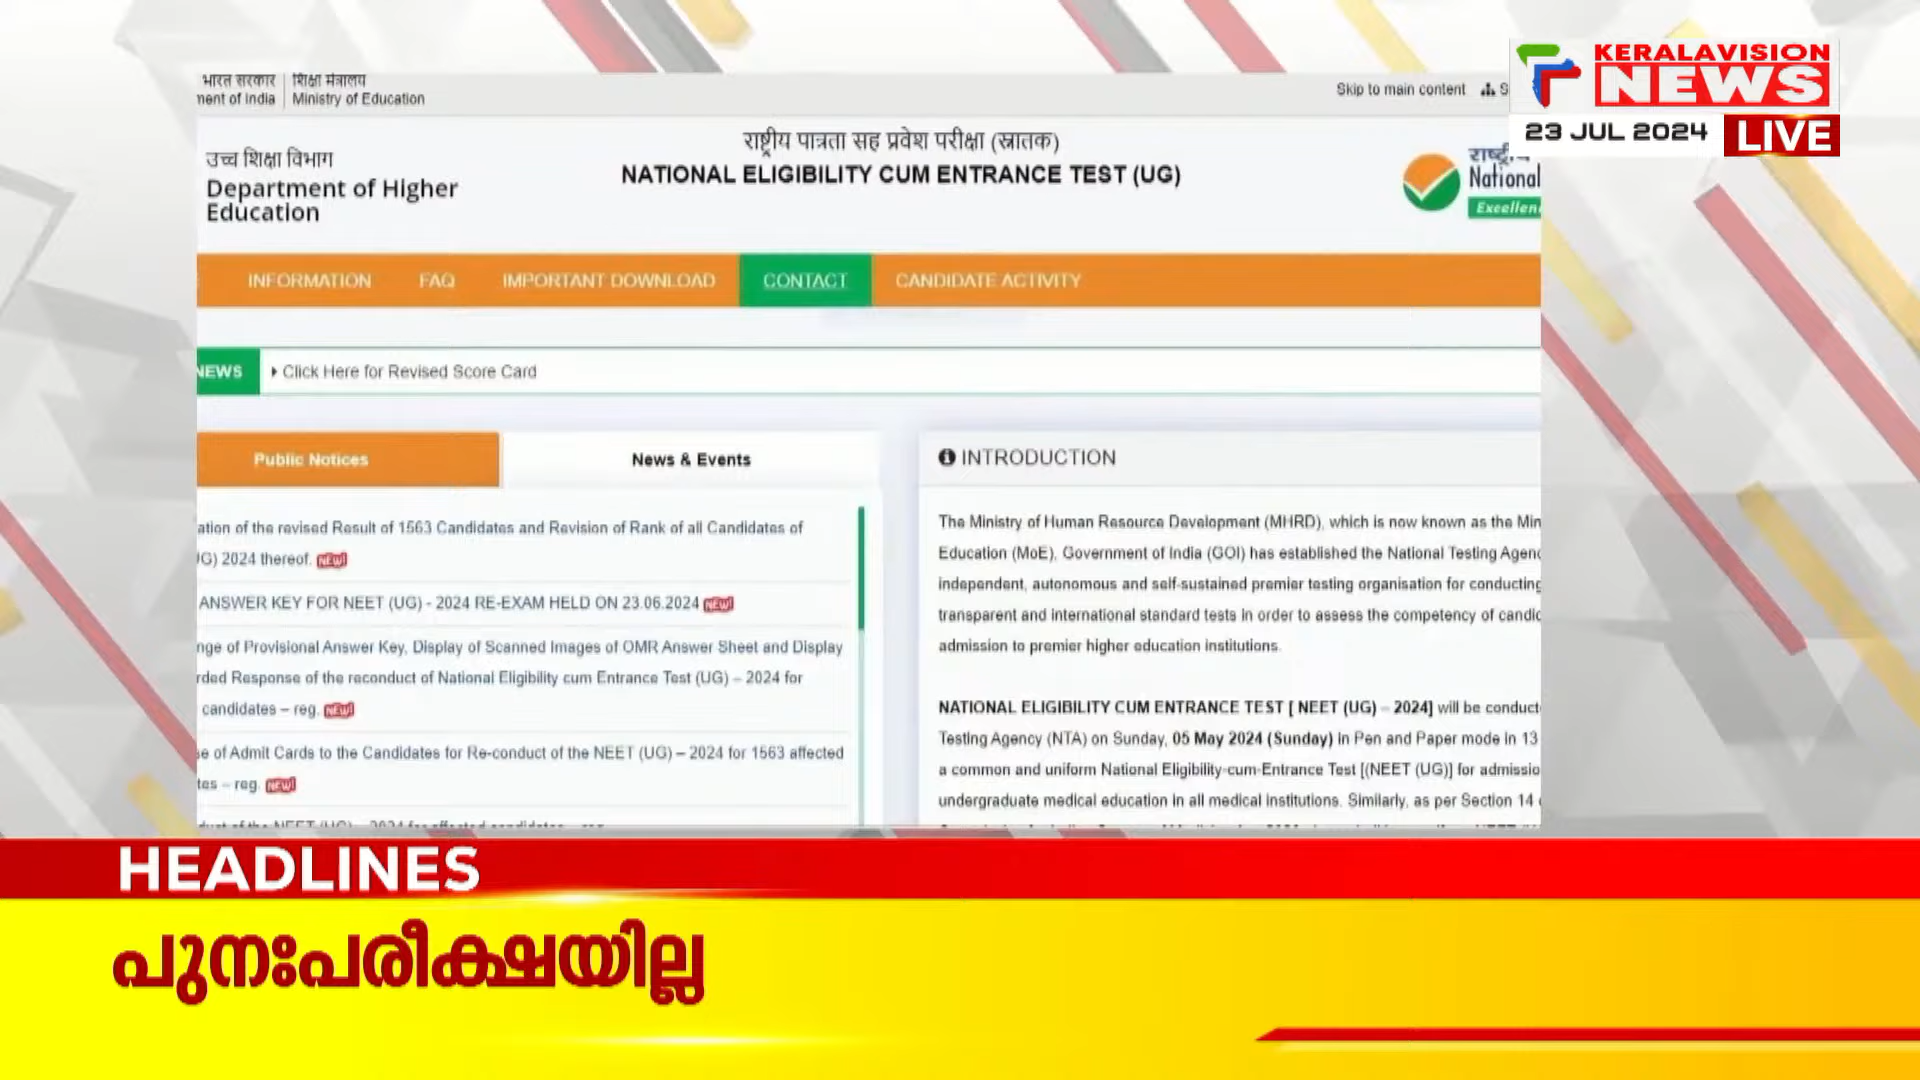 KERALAVISION
NEWS
23 JUL 2024 LIVE
भारत सरकार शिक्षा मंत्रालय
ment of India Ministry of Education
Skip to main content S
उच्च शिक्षा विभाग
Department of Higher
Education
राष्ट्रीय पात्रता सह प्रवेश परीक्षा (स्नातक)
NATIONAL ELIGIBILITY CUM ENTRANCE TEST (UG)
National
Excellen
INFORMATION FAQ IMPORTANT DOWNLOAD CONTACT CANDIDATE ACTIVITY
NEWS Click Here for Revised Score Card
Public Notices News & Events
ation of the revised Result of 1563 Candidates and Revision of Rank of all Candidates of
G) 2024 thereof. NEW!
ANSWER KEY FOR NEET (UG) - 2024 RE-EXAM HELD ON 23.06.2024 NEW!
nge of Provisional Answer Key, Display of Scanned Images of OMR Answer Sheet and Display
rded Response of the reconduct of National Eligibility cum Entrance Test (UG) – 2024 for
candidates – reg. NEW!
se of Admit Cards to the Candidates for Re-conduct of the NEET (UG) – 2024 for 1563 affected
tes – reg. NEW!
INTRODUCTION
The Ministry of Human Resource Development (MHRD), which is now known as the Min
Education (MoE), Government of India (GOI) has established the National Testing Agenc
independent, autonomous and self-sustained premier testing organisation for conducting
transparent and international standard tests in order to assess the competency of candic
admission to premier higher education institutions.
NATIONAL ELIGIBILITY CUM ENTRANCE TEST [ NEET (UG) – 2024] will be conduct
Testing Agency (NTA) on Sunday, 05 May 2024 (Sunday) in Pen and Paper mode in 13
a common and uniform National Eligibility-cum-Entrance Test [(NEET (UG)] for admissio
undergraduate medical education in all medical institutions. Similarly, as per Section 14
HEADLINES
പുനഃപരീക്ഷയില്ല